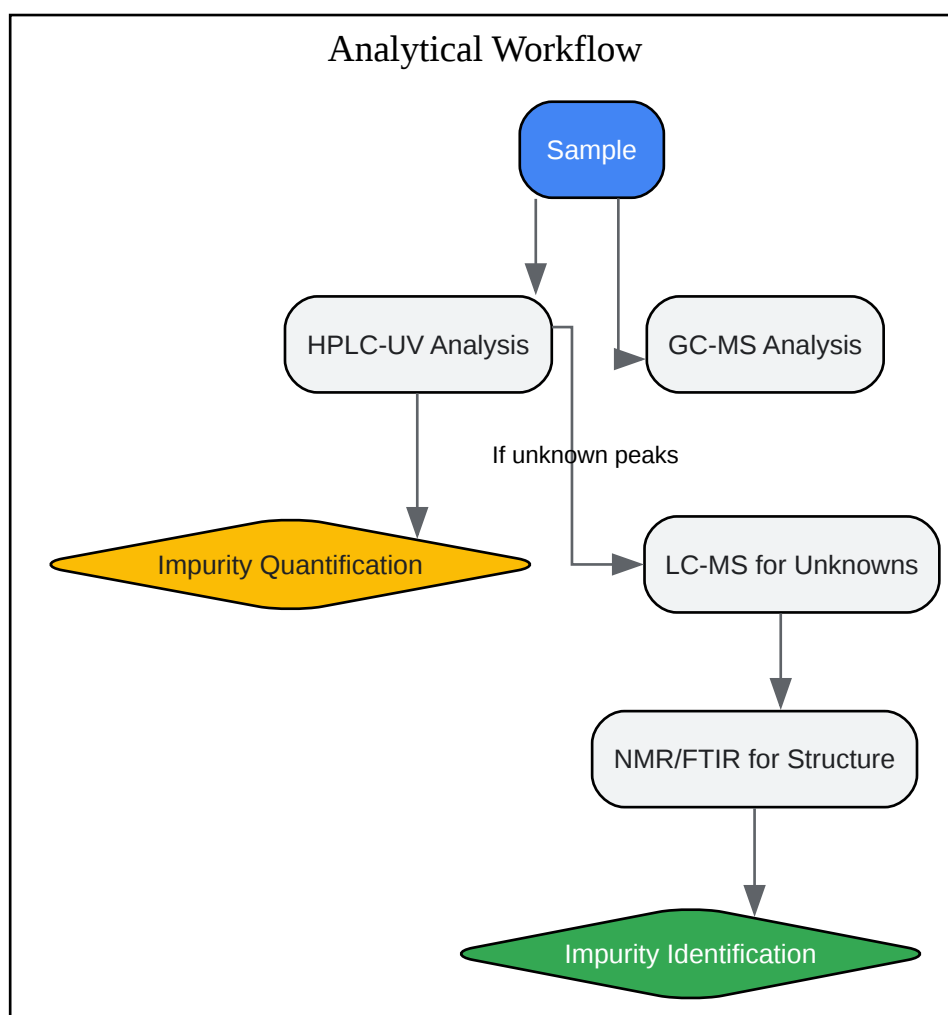 Analytical Workflow
Sample
HPLC-UV Analysis
GC-MS Analysis
If unknown peaks
Impurity Quantification
LC-MS for Unknowns
NMR/FTIR for Structure
Impurity Identification